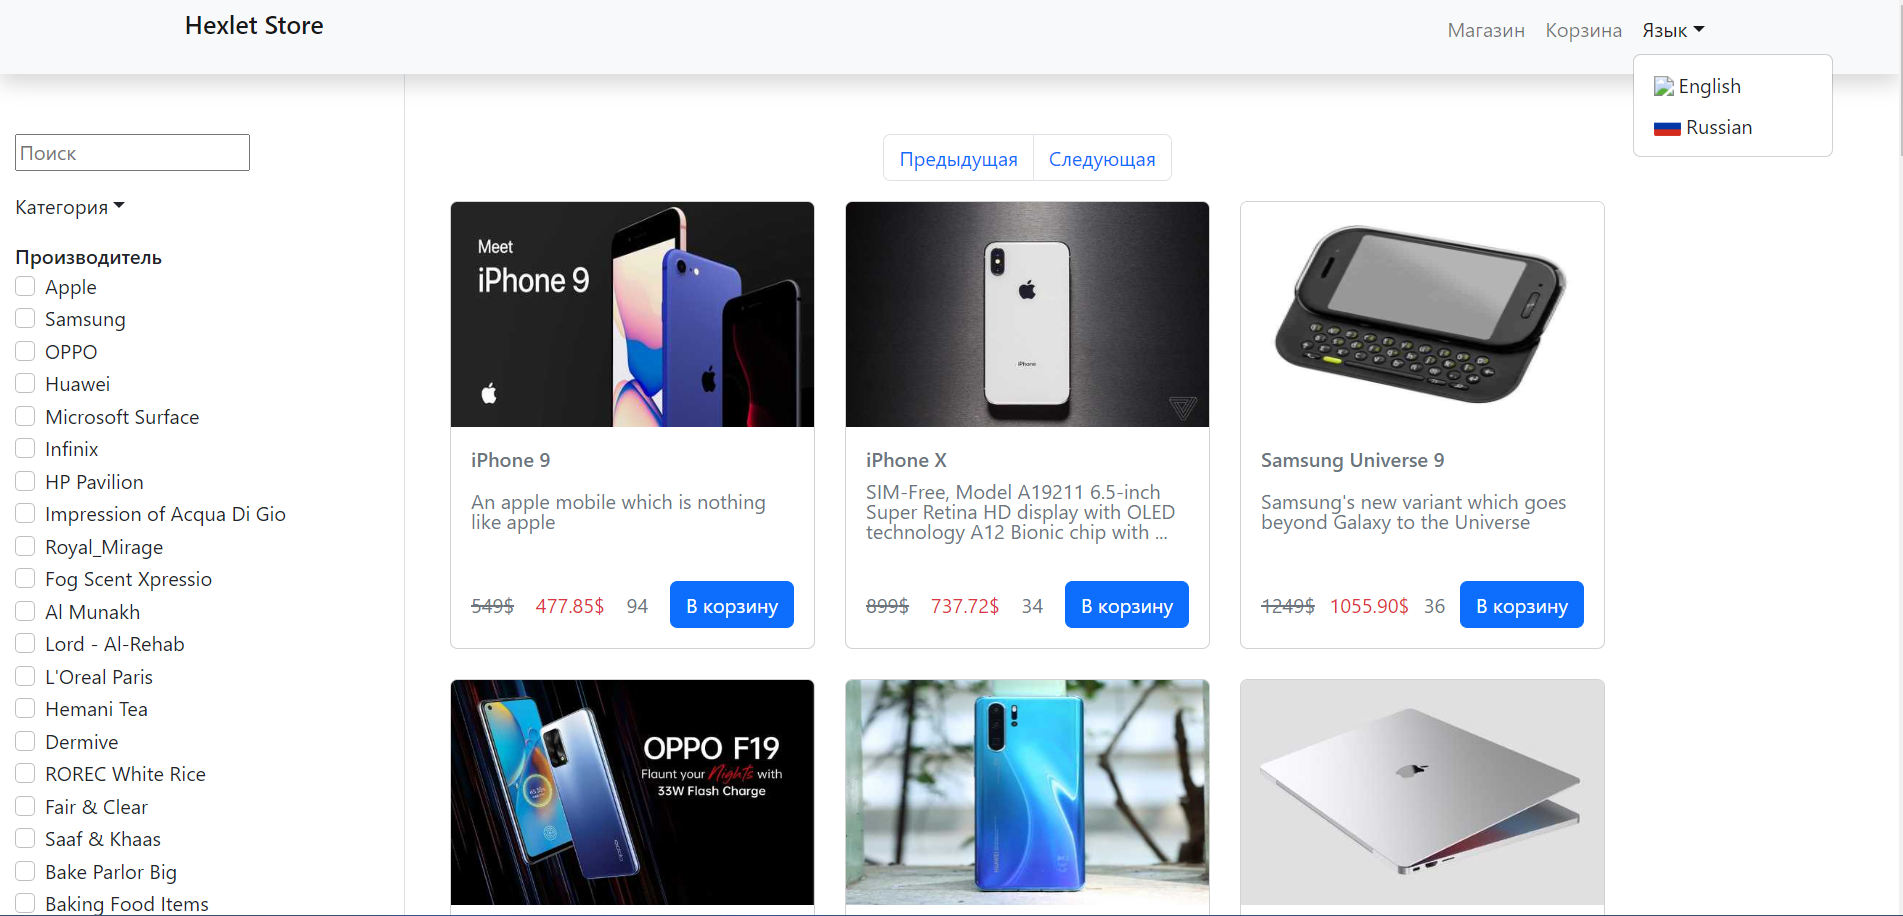 Hexlet Store
Магазин
Корзина
Язык
English
Russian
Поиск
Категория
Производитель
Apple
Samsung
OPPO
Huawei
Microsoft Surface
Infinix
HP Pavilion
Impression of Acqua Di Gio
Royal_Mirage
Fog Scent Xpressio
Al Munakh
Lord - Al-Rehab
L'Oreal Paris
Hemani Tea
Dermive
ROREC White Rice
Fair & Clear
Saaf & Khaas
Bake Parlor Big
Baking Food Items
Предыдущая
Следующая
Meet
iPhone 9
iPhone 9
An apple mobile which is nothing
like apple
549$ 477.85$ 94 В корзину
iPhone
iPhone X
SIM-Free, Model A19211 6.5-inch
Super Retina HD display with OLED
technology A12 Bionic chip with ...
899$ 737.72$ 34 В корзину
Samsung Universe 9
Samsung's new variant which goes
beyond Galaxy to the Universe
1249$ 1055.90$ 36 В корзину
OPPO F19
Flaunt your Nights with
33W Flash Charge